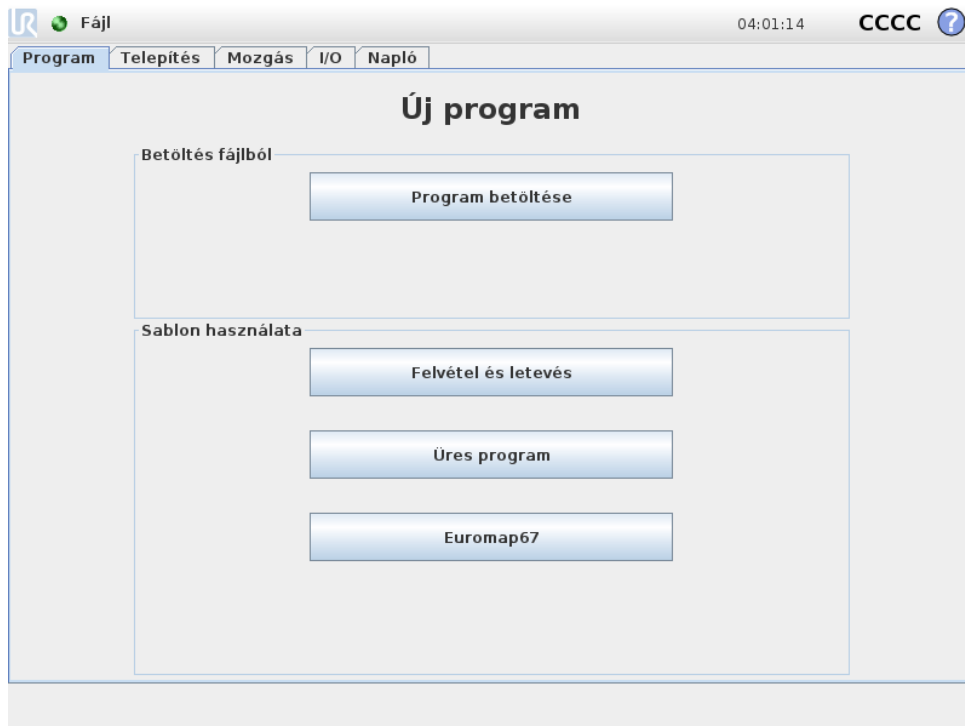 UR Fájl 04:01:14 CCCC ?
Program Telepítés Mozgás I/O Napló
Új program
Betöltés fájlból
Program betöltése
Sablon használata
Felvétel és letevés
Üres program
Euromap67